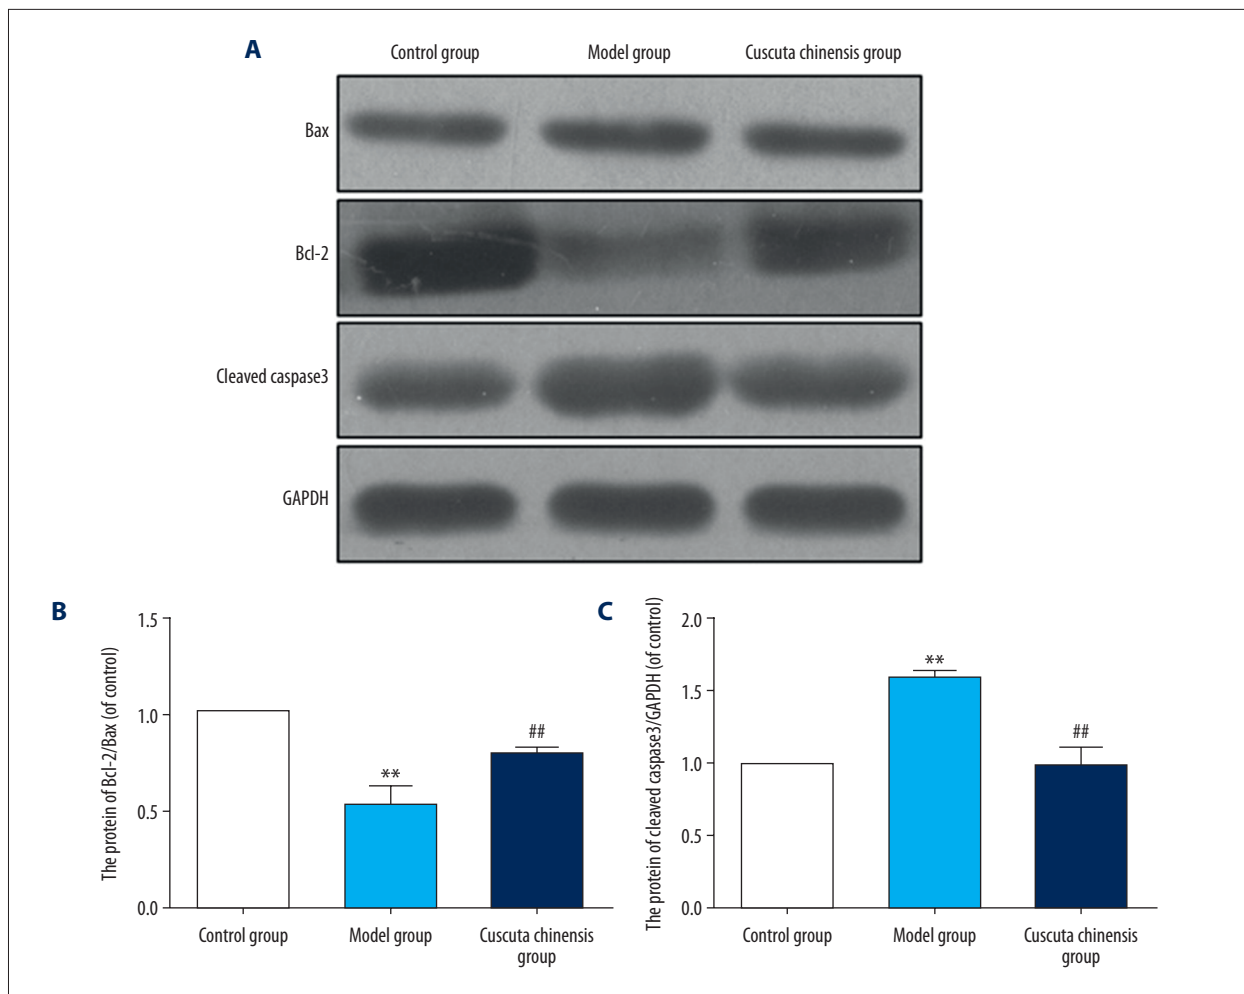 A
Control group
Model group
Cuscuta chinensis group
Bax
Bcl-2
Cleaved caspase3
GAPDH
B
The protein of Bcl-2/Bax (of control)
1.5
1.0
0.5
0.0
**
##
Control group
Model group
Cuscuta chinensis
group
C
The protein of cleaved caspase3/GAPDH (of control)
2.0
1.5
1.0
0.5
0.0
**
##
Control group
Model group
Cuscuta chinensis
group